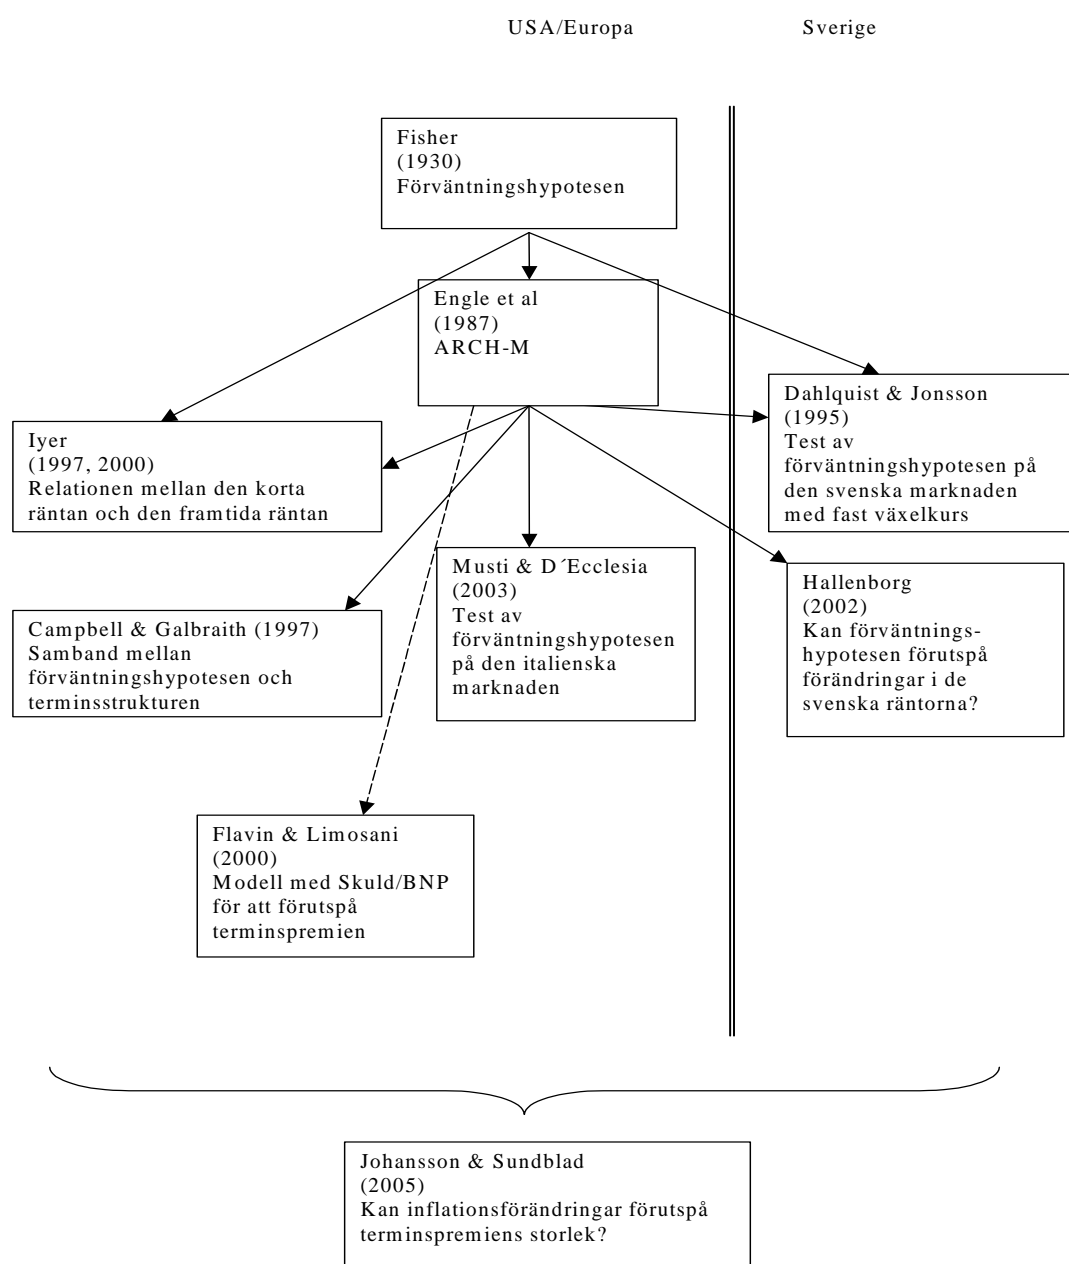 USA/Europa
Sverige
Fisher
(1930)
Förväntningshypotesen
Engle et al
(1987)
ARCH-M
Dahlquist & Jonsson
(1995)
Test av
förväntningshypotesen på
den svenska marknaden
med fast växelkurs
Iyer
(1997, 2000)
Relationen mellan den korta
räntan och den framtida räntan
Musti & D´Ecclesia
(2003)
Test av
förväntningshypotesen
på den italienska
marknaden
Hallenborg
(2002)
Kan förväntnings-
hypotesen förutspå
förändringar i de
svenska räntorna?
Campbell & Galbraith (1997)
Samband mellan
förväntningshypotesen och
terminsstrukturen
Flavin & Limosani
(2000)
Modell med Skuld/BNP
för att förutspå
terminspremien
Johansson & Sundblad
(2005)
Kan inflationsförändringar förutspå
terminspremiens storlek?